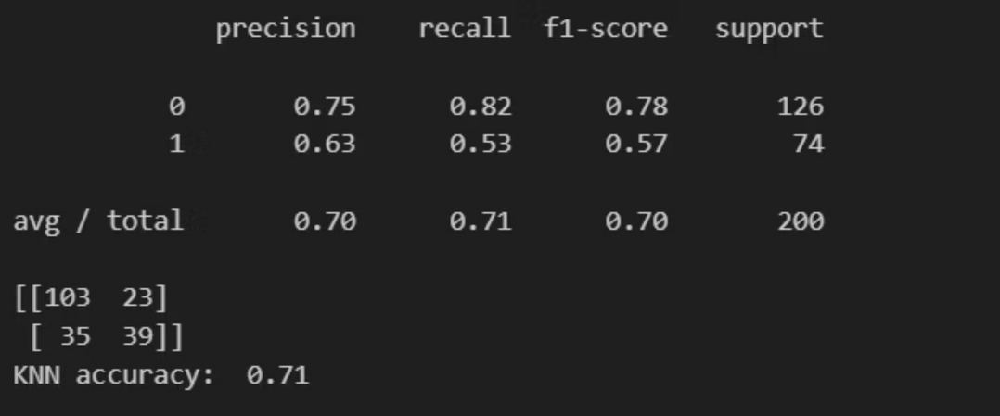 precision recall f1-score support
0 0.75 0.82 0.78 126
1 0.63 0.53 0.57 74
avg / total 0.70 0.71 0.70 200
[[103 23]
[ 35 39]]
KNN accuracy: 0.71